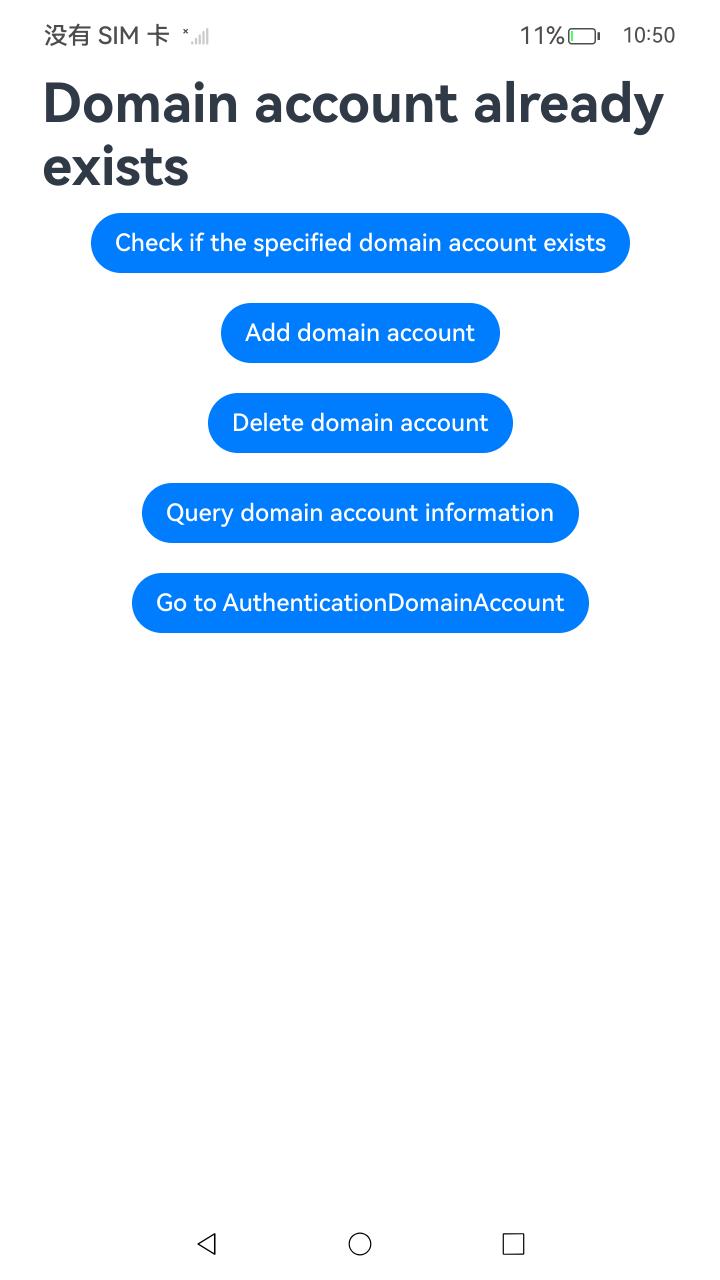 没有 SIM 卡 11% 10:50
Domain account already
exists
Check if the specified domain account exists
Add domain account
Delete domain account
Query domain account information
Go to AuthenticationDomainAccount